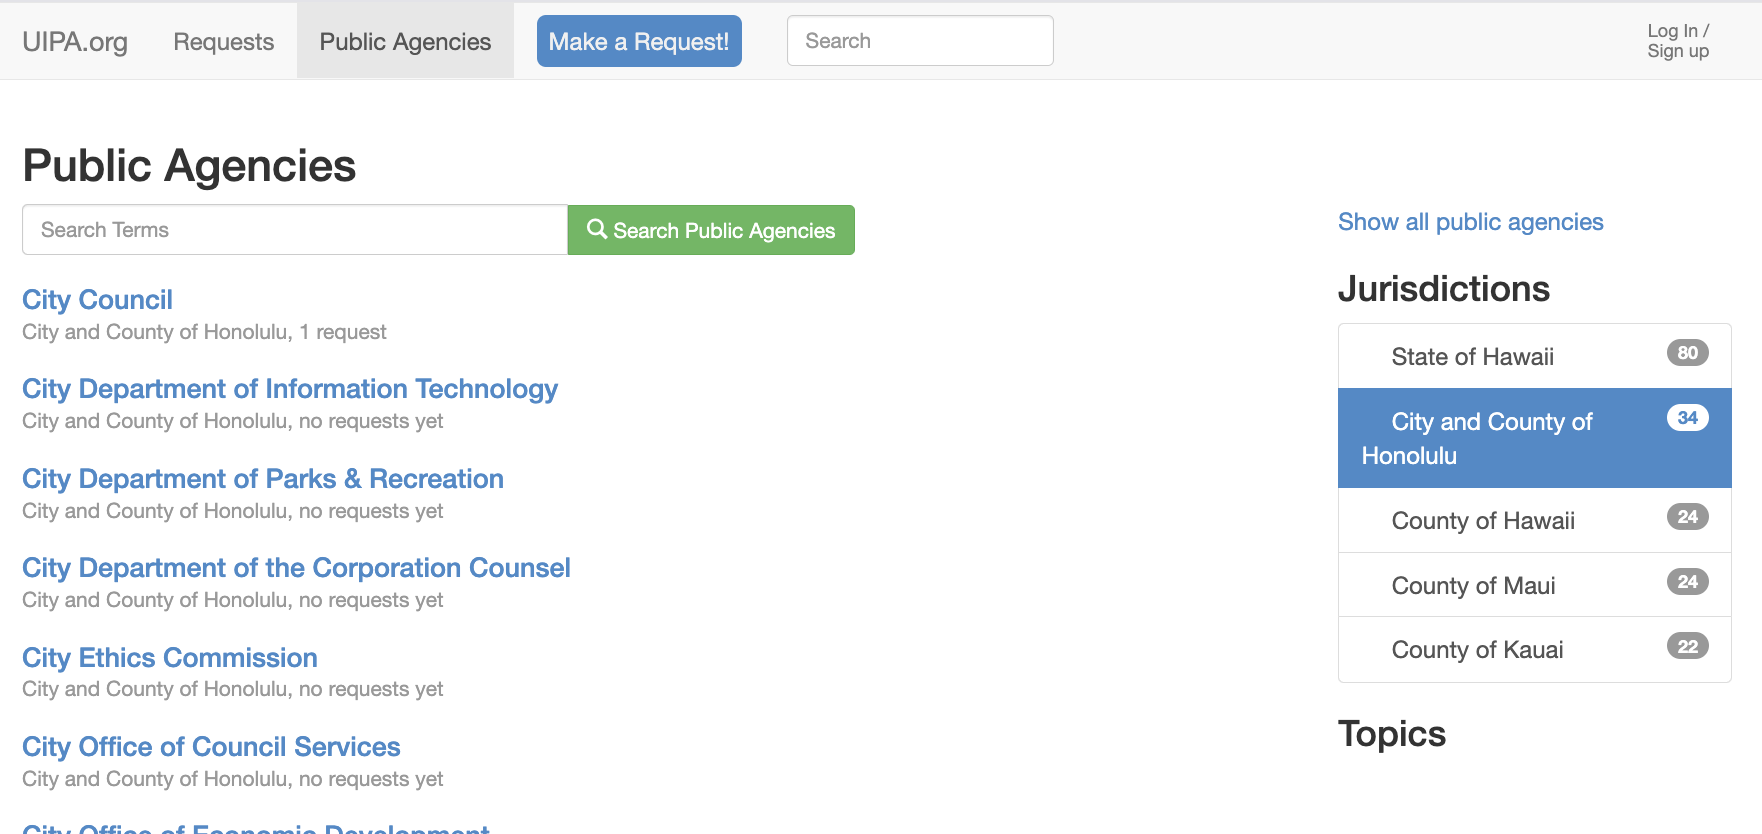 UIPA.org
Requests
Public Agencies
Make a Request!
Search
Log In /
Sign up
Public Agencies
Search Terms
Search Public Agencies
City Council
City and County of Honolulu, 1 request
City Department of Information Technology
City and County of Honolulu, no requests yet
City Department of Parks & Recreation
City and County of Honolulu, no requests yet
City Department of the Corporation Counsel
City and County of Honolulu, no requests yet
City Ethics Commission
City and County of Honolulu, no requests yet
City Office of Council Services
City and County of Honolulu, no requests yet
City Office of Economic Development
Show all public agencies
Jurisdictions
State of Hawaii 80
City and County of 34
Honolulu
County of Hawaii 24
County of Maui 24
County of Kauai 22
Topics